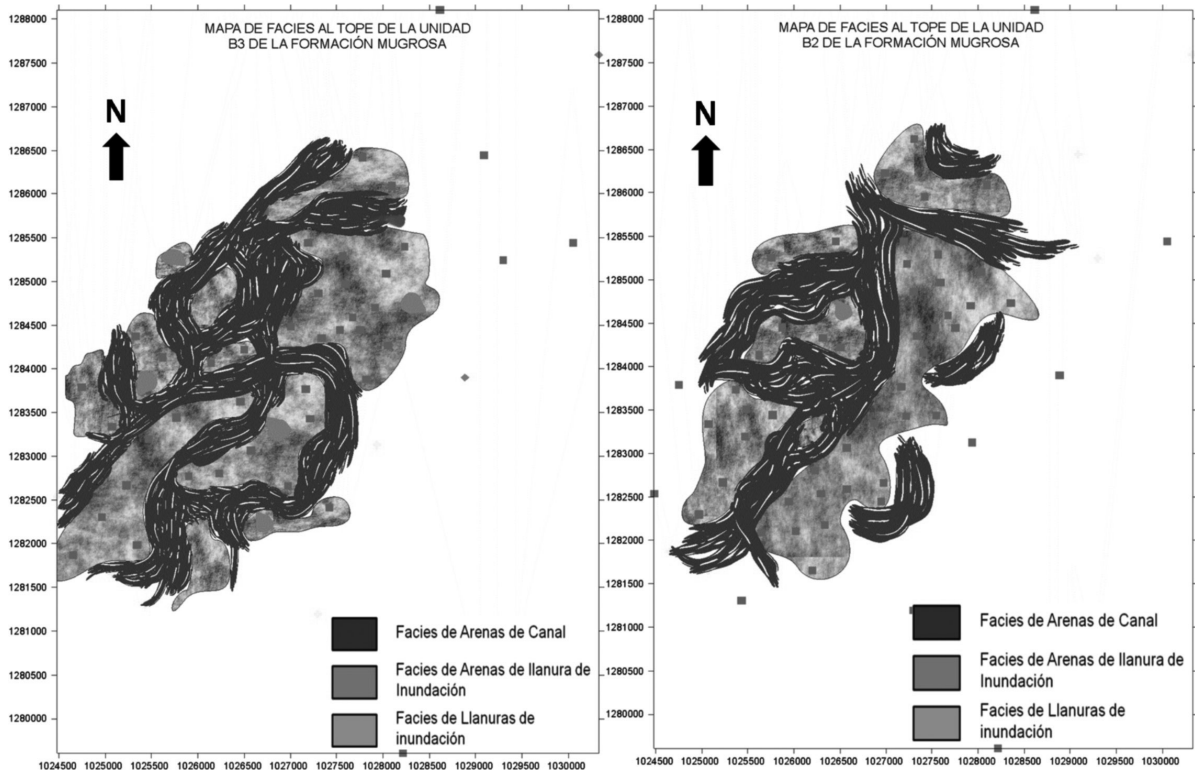 MAPA DE FACIES AL TOPE DE LA UNIDAD
B3 DE LA FORMACIÓN MUGROSA
1288000
1287500
1287000
1286500
1286000
1285500
1285000
1284500
1284000
1283500
1283000
1282500
1282000
1281500
1281000
1280500
1280000
N
Facies de Arenas de Canal
Facies de Arenas de llanura de
Inundación
Facies de Llanuras de
inundación
1024500 1025000 1025500 1026000 1026500 1027000 1027500 1028000 1028500 1029000 1029500 1030000
MAPA DE FACIES AL TOPE DE LA UNIDAD
B2 DE LA FORMACIÓN MUGROSA
1288000
1287500
1287000
1286500
1286000
1285500
1285000
1284500
1284000
1283500
1283000
1282500
1282000
1281500
1281000
1280500
1280000
N
Facies de Arenas de Canal
Facies de Arenas de llanura de
Inundación
Facies de Llanuras de
inundación
1024500 1025000 1025500 1026000 1026500 1027000 1027500 1028000 1028500 1029000 1029500 1030000